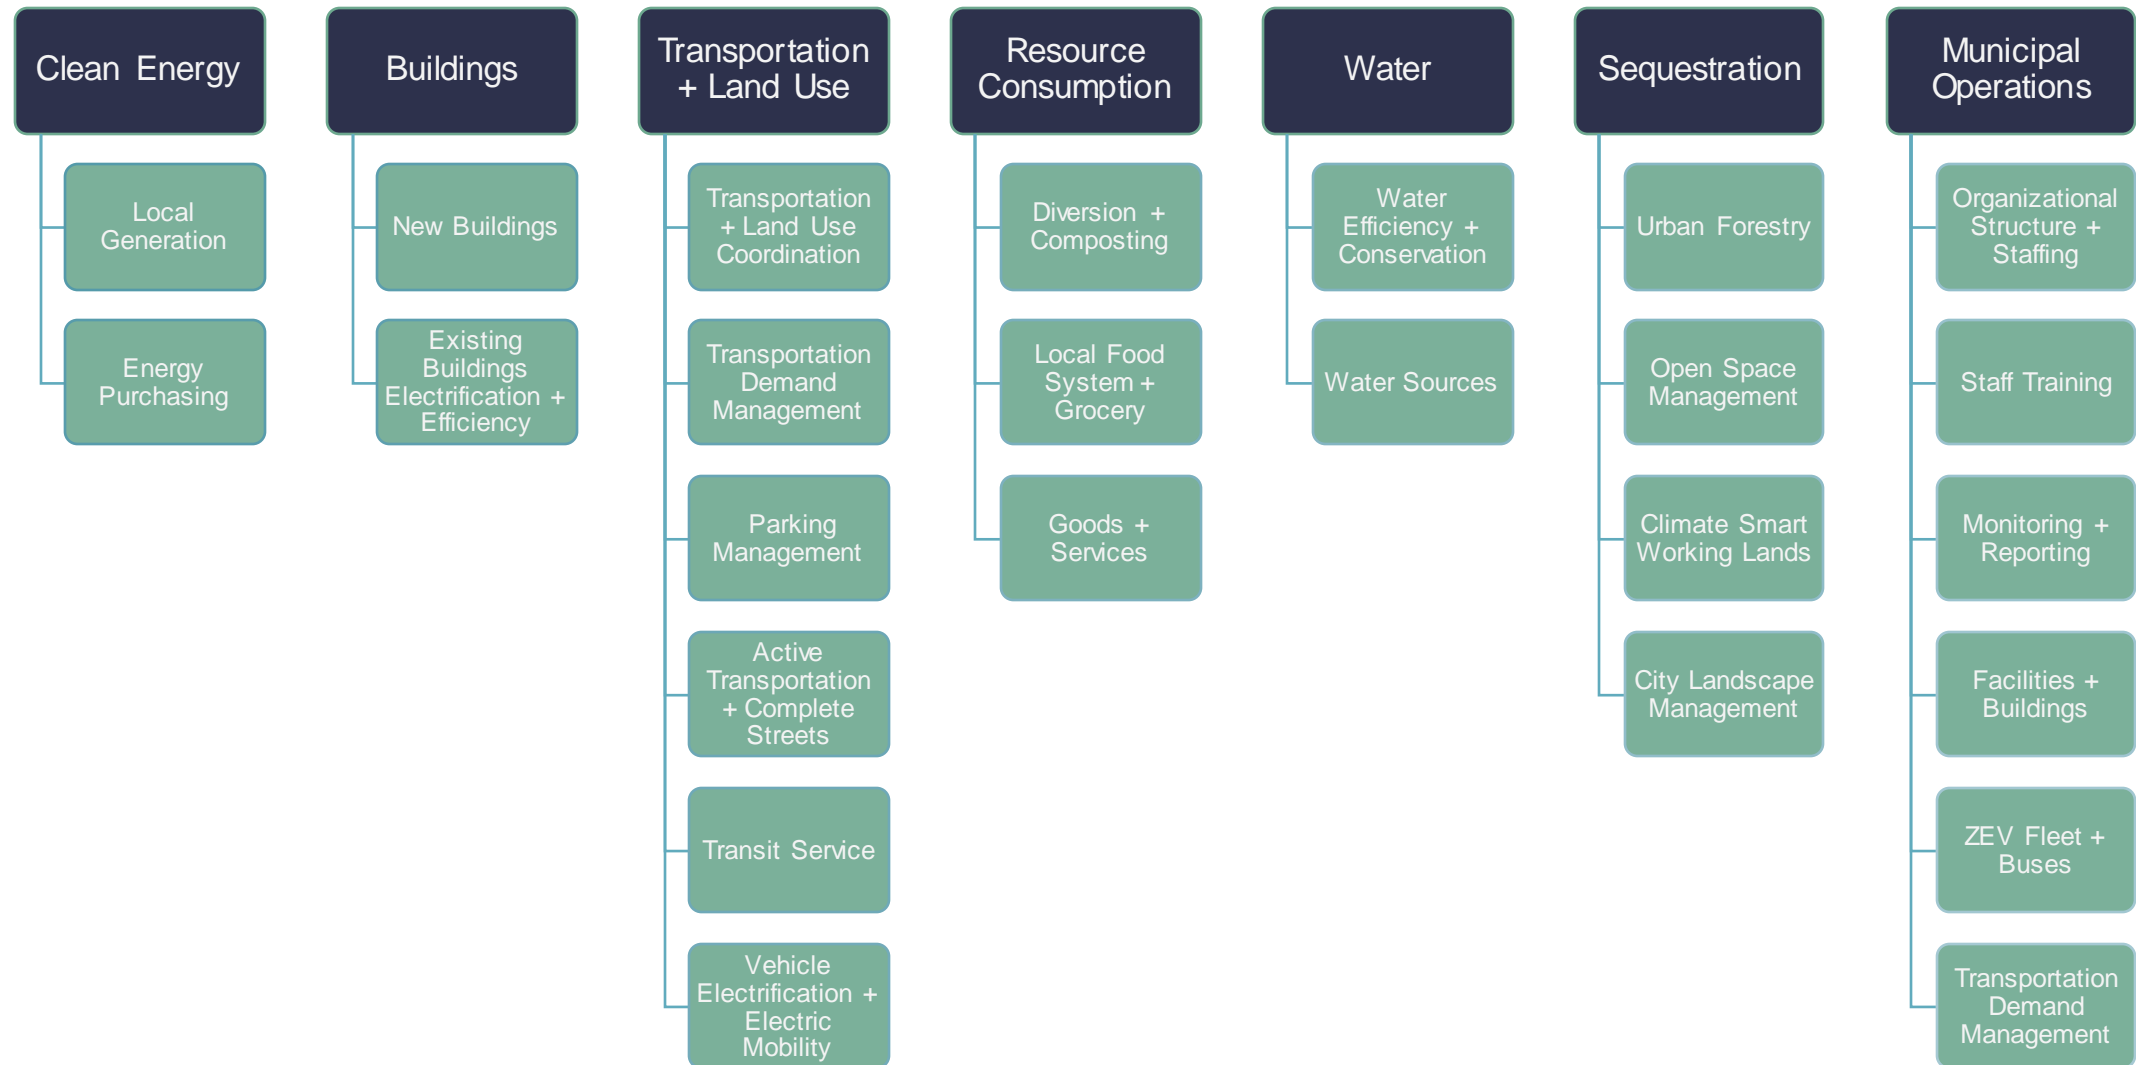 Clean Energy
Local
Generation
Energy
Purchasing
Buildings
New Buildings
Existing
Buildings
Electrification +
Efficiency
Transportation
+ Land Use
Transportation
+ Land Use
Coordination
Transportation
Demand
Management
Parking
Management
Active
Transportation
+ Complete
Streets
Transit Service
Vehicle
Electrification +
Electric
Mobility
Resource
Consumption
Diversion +
Composting
Local Food
System +
Grocery
Goods +
Services
Water
Water
Efficiency +
Conservation
Water Sources
Sequestration
Urban Forestry
Open Space
Management
Climate Smart
Working Lands
City Landscape
Management
Municipal
Operations
Organizational
Structure +
Staffing
Staff Training
Monitoring +
Reporting
Facilities +
Buildings
ZEV Fleet +
Buses
Transportation
Demand
Management